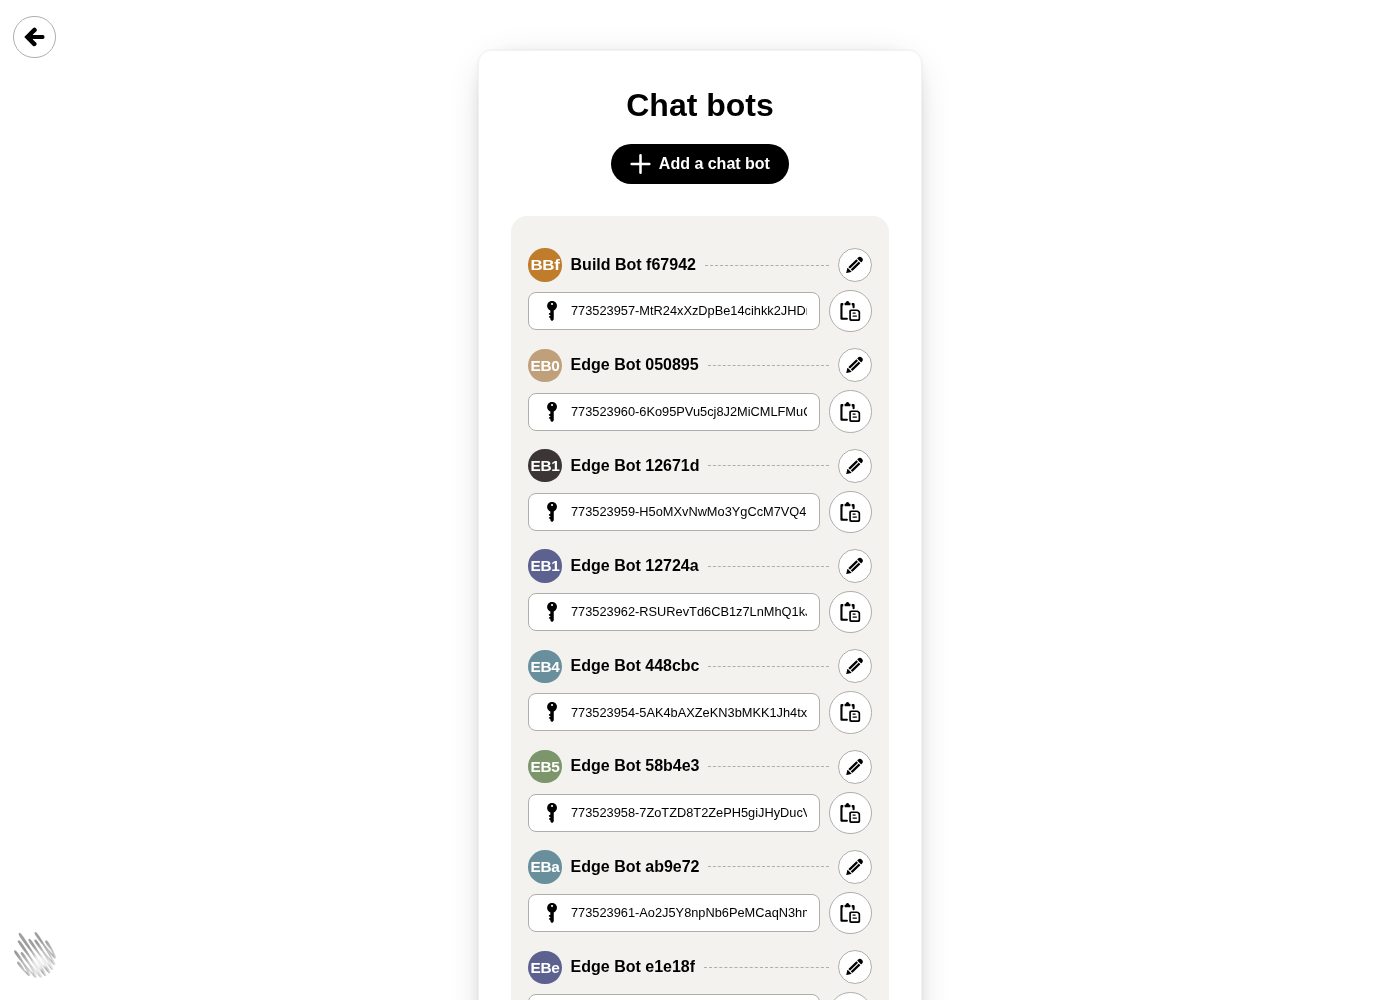 Chat bots
Add a chat bot
BBf Build Bot f67942
773523957-MtR24xXzDpBe14cihkk2JHD
EB0 Edge Bot 050895
773523960-6Ko95PVu5cj8J2MiCMLFMu
EB1 Edge Bot 12671d
773523959-H5oMXvNwMo3YgCcM7VQ4
EB1 Edge Bot 12724a
773523962-RSURevTd6CB1z7LnMhQ1k
EB4 Edge Bot 448cbc
773523954-5AK4bAXZeKN3bMKK1Jh4tx
EB5 Edge Bot 58b4e3
773523958-7ZoTZD8T2ZePH5giJHyDuc
EBa Edge Bot ab9e72
773523961-Ao2J5Y8npNb6PeMCaqN3h
EBe Edge Bot e1e18f